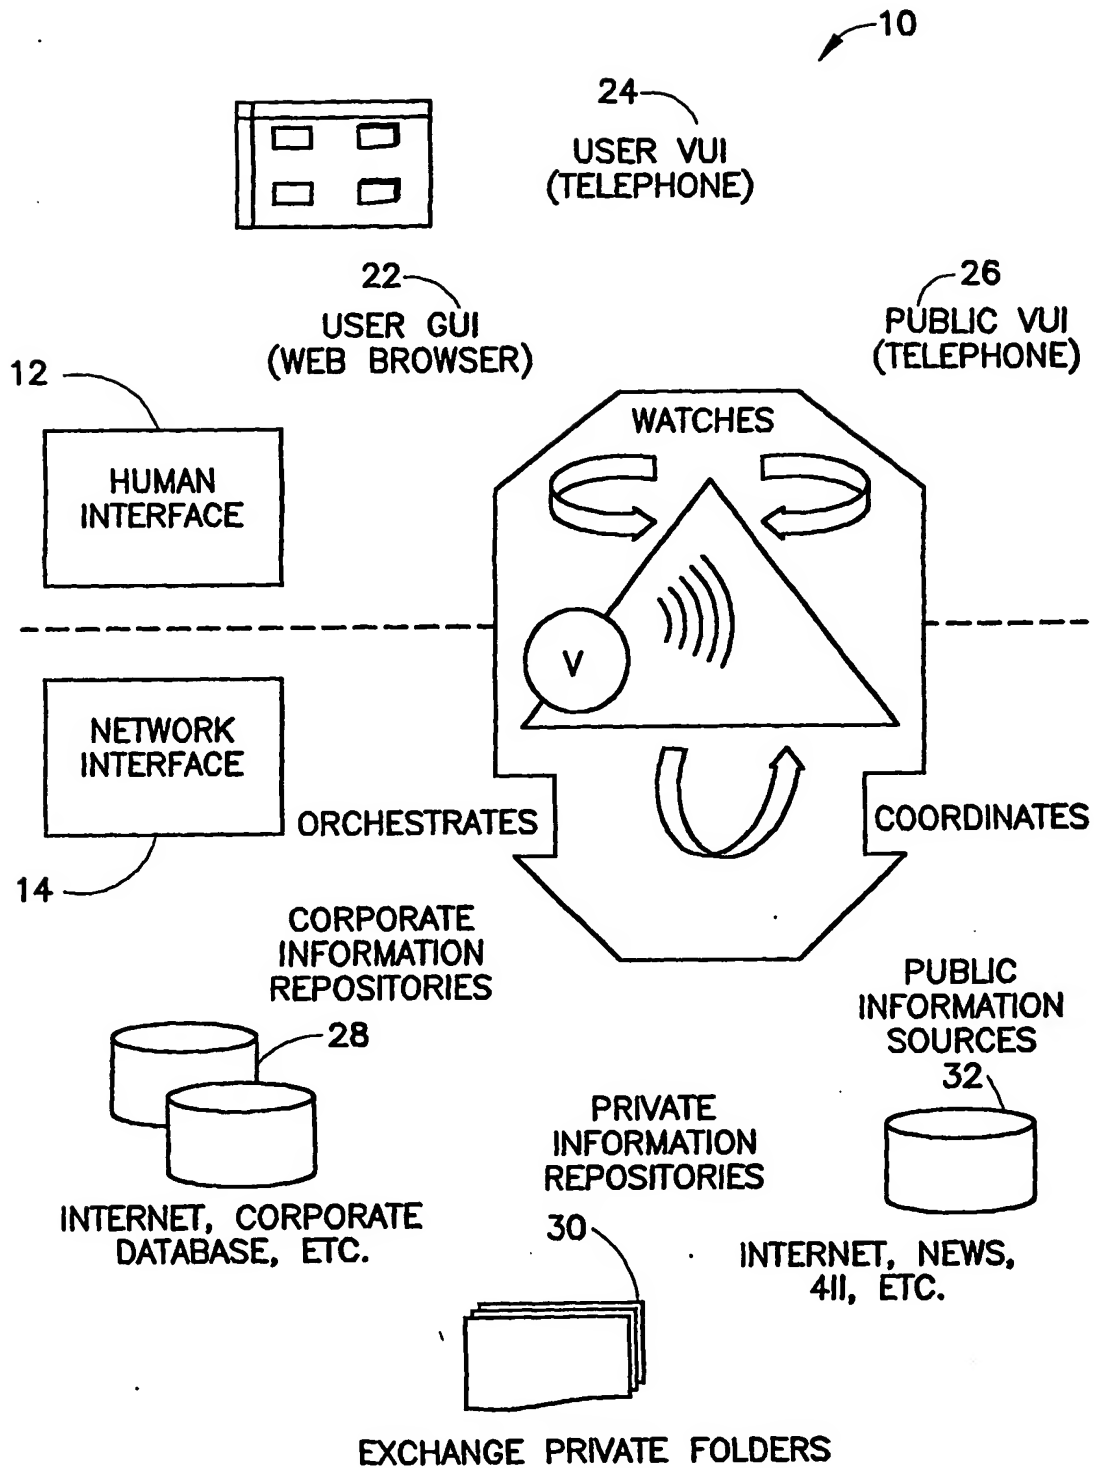 10
24
USER VUI
(TELEPHONE)
22
USER GUI
(WEB BROWSER)
26
PUBLIC VUI
(TELEPHONE)
12
HUMAN
INTERFACE
WATCHES
V
NETWORK
INTERFACE
14
ORCHESTRATES
COORDINATES
CORPORATE
INFORMATION
REPOSITORIES
28
INTERNET, CORPORATE
DATABASE, ETC.
PRIVATE
INFORMATION
REPOSITORIES
30
EXCHANGE PRIVATE FOLDERS
PUBLIC
INFORMATION
SOURCES
32
INTERNET, NEWS,
411, ETC.